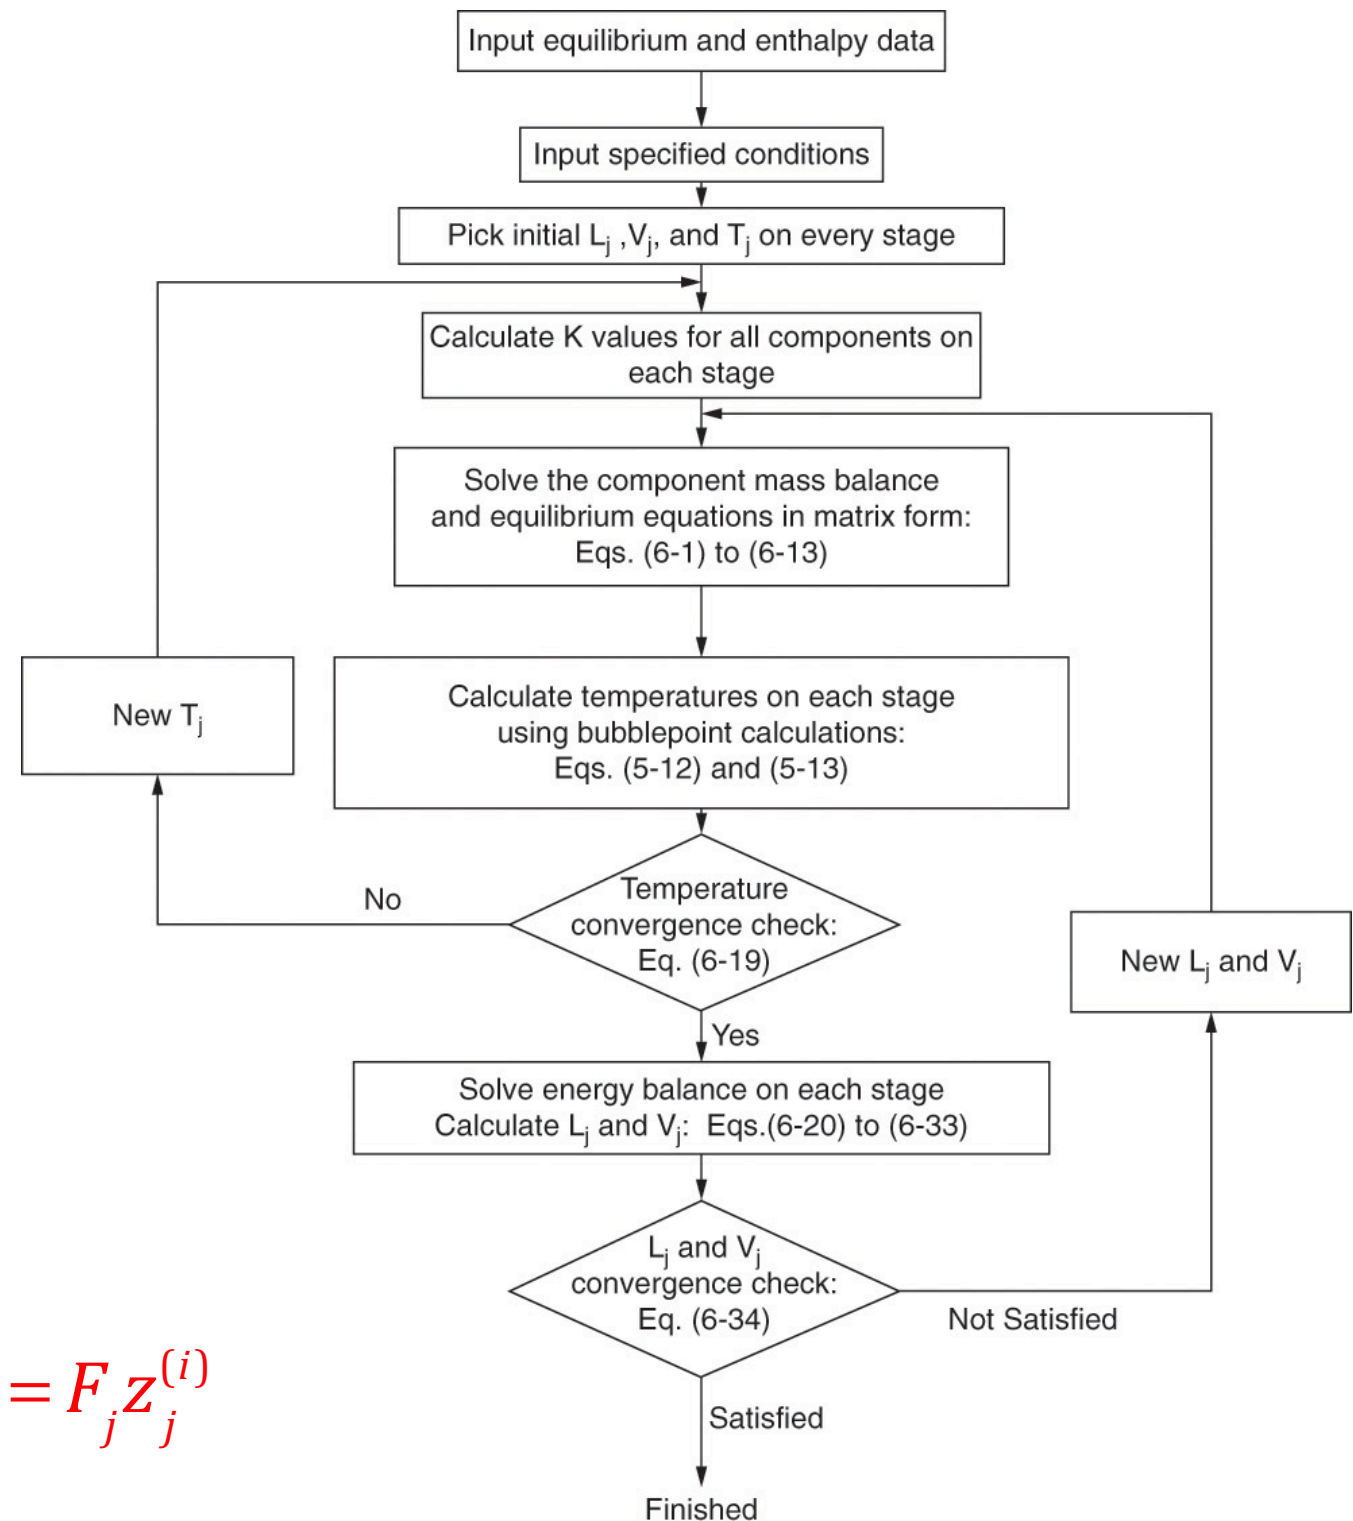 Input equilibrium and enthalpy data
Input specified conditions
Pick initial Lj ,Vj, and Tj on every stage
Calculate K values for all components on
each stage
Solve the component mass balance
and equilibrium equations in matrix form:
Eqs. (6-1) to (6-13)
New Tj
Calculate temperatures on each stage
using bubblepoint calculations:
Eqs. (5-12) and (5-13)
No
Temperature
convergence check:
Eq. (6-19)
New Lj and Vj
Yes
Solve energy balance on each stage
Calculate Lj and Vj: Eqs.(6-20) to (6-33)
Lj and Vj
convergence check:
Eq. (6-34)
Not Satisfied
= F_j z_j^(i)
Satisfied
Finished